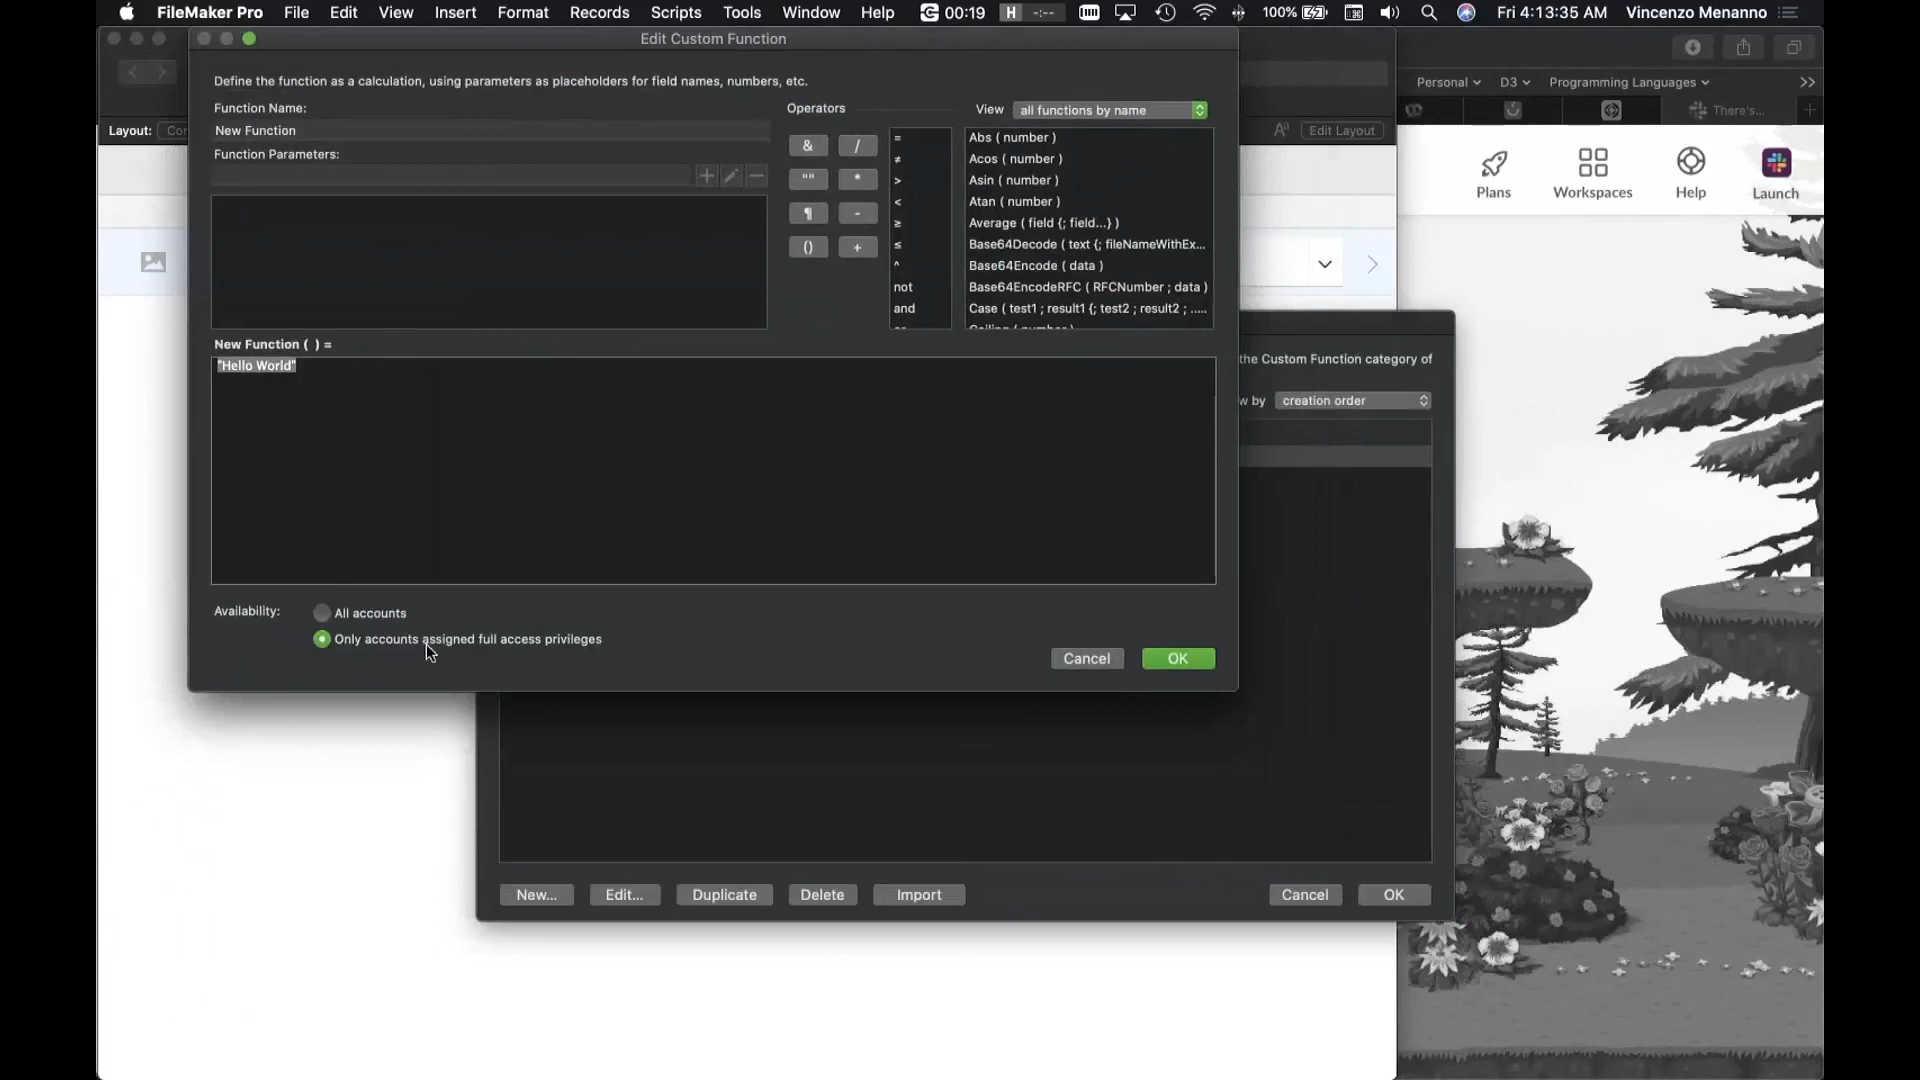 FileMaker Pro File Edit View Insert Format Records Scripts Tools Window Help 00:19 H -:-- 100% Fri 4:13:35 AM Vincenzo Menanno
Edit Custom Function
Define the function as a calculation, using parameters as placeholders for field names, numbers, etc.
Function Name:
New Function
Function Parameters:
Operators
& /
"" *
¶ -
() +
=
≠
>
<
≥
≤
^
not
and
View all functions by name
Abs ( number )
Acos ( number )
Asin ( number )
Atan ( number )
Average ( field {; field...} )
Base64Decode ( text {; fileNameWithEx...
Base64Encode ( data )
Base64EncodeRFC ( RFCNumber ; data )
Case ( test1 ; result1 {; test2 ; result2 ; .....
Ceiling ( number )
New Function ( ) =
"Hello World"
Availability:
All accounts
Only accounts assigned full access privileges
Cancel OK
Layout:
Edit Layout
Personal D3 Programming Languages
There's...
Plans Workspaces Help Launch
the Custom Function category of
w by creation order
New... Edit... Duplicate Delete Import Cancel OK